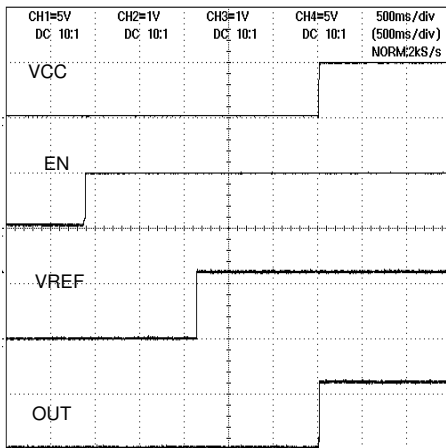 CH1=5V CH2=1V CH3=1V CH4=5V 500ms/div
DC 10:1 DC 10:1 DC 10:1 DC 10:1 (500ms/div)
NORM:2kS/s
VCC
EN
VREF
OUT